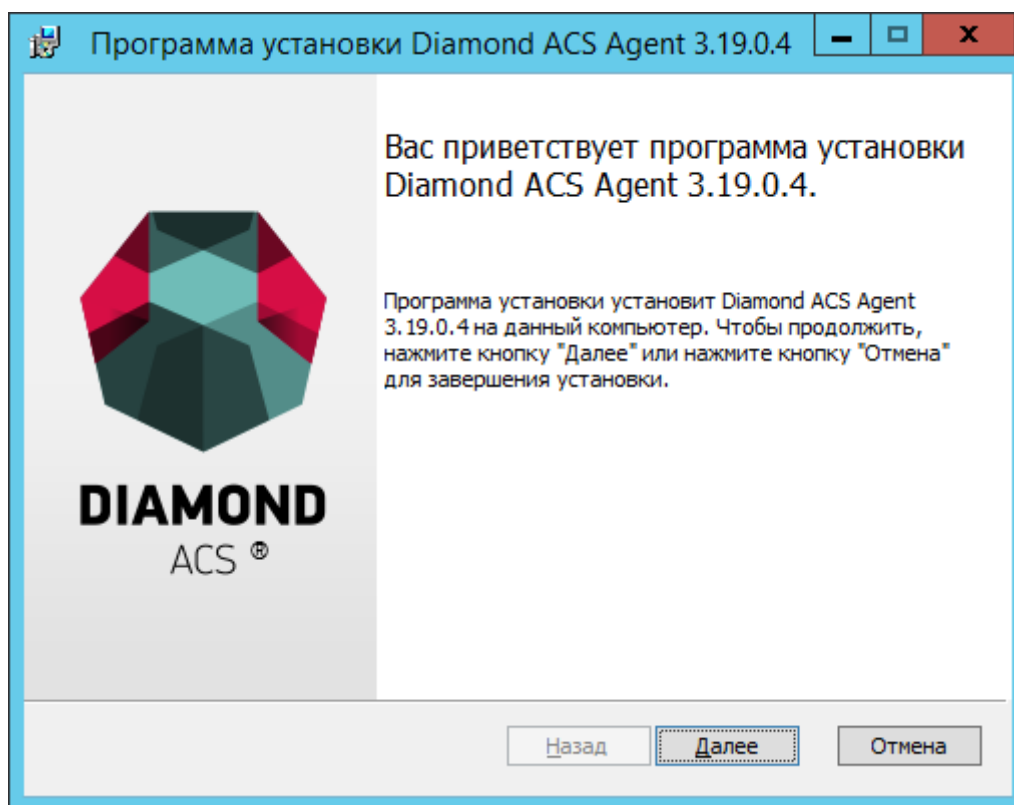 Программа установки Diamond ACS Agent 3.19.0.4
Вас приветствует программа установки
Diamond ACS Agent 3.19.0.4.
Программа установки установит Diamond ACS Agent
3.19.0.4 на данный компьютер. Чтобы продолжить,
нажмите кнопку "Далее" или нажмите кнопку "Отмена"
для завершения установки.
DIAMOND
ACS ®
Назад
Далее
Отмена